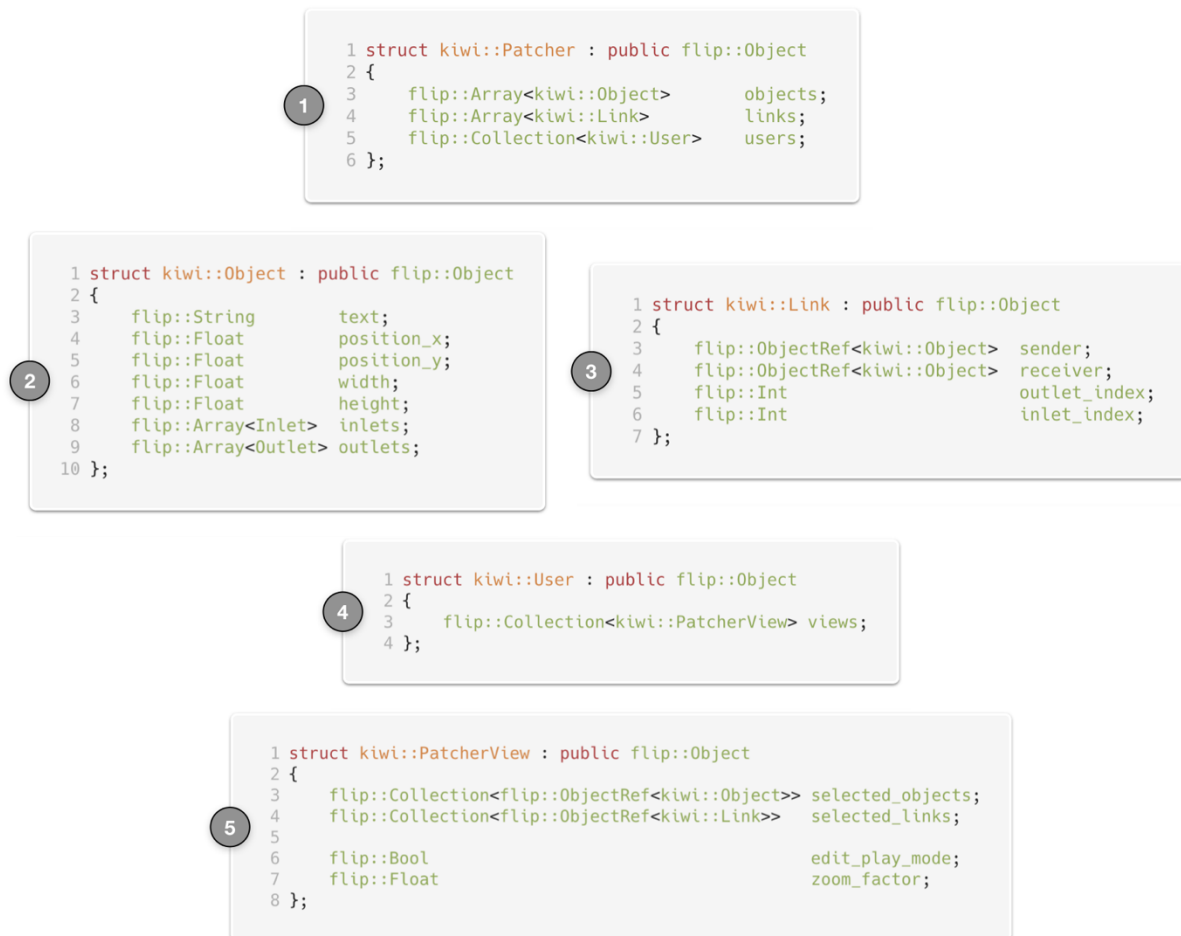 1
1 struct kiwi::Patcher : public flip::Object
2 {
3 flip::Array<kiwi::Object> objects;
4 flip::Array<kiwi::Link> links;
5 flip::Collection<kiwi::User> users;
6 };
2
1 struct kiwi::Object : public flip::Object
2 {
3 flip::String text;
4 flip::Float position_x;
5 flip::Float position_y;
6 flip::Float width;
7 flip::Float height;
8 flip::Array<Inlet> inlets;
9 flip::Array<Outlet> outlets;
10 };
3
1 struct kiwi::Link : public flip::Object
2 {
3 flip::ObjectRef<kiwi::Object> sender;
4 flip::ObjectRef<kiwi::Object> receiver;
5 flip::Int outlet_index;
6 flip::Int inlet_index;
7 };
4
1 struct kiwi::User : public flip::Object
2 {
3 flip::Collection<kiwi::PatcherView> views;
4 };
5
1 struct kiwi::PatcherView : public flip::Object
2 {
3 flip::Collection<flip::ObjectRef<kiwi::Object>> selected_objects;
4 flip::Collection<flip::ObjectRef<kiwi::Link>> selected_links;
5
6 flip::Bool edit_play_mode;
7 flip::Float zoom_factor;
8 };